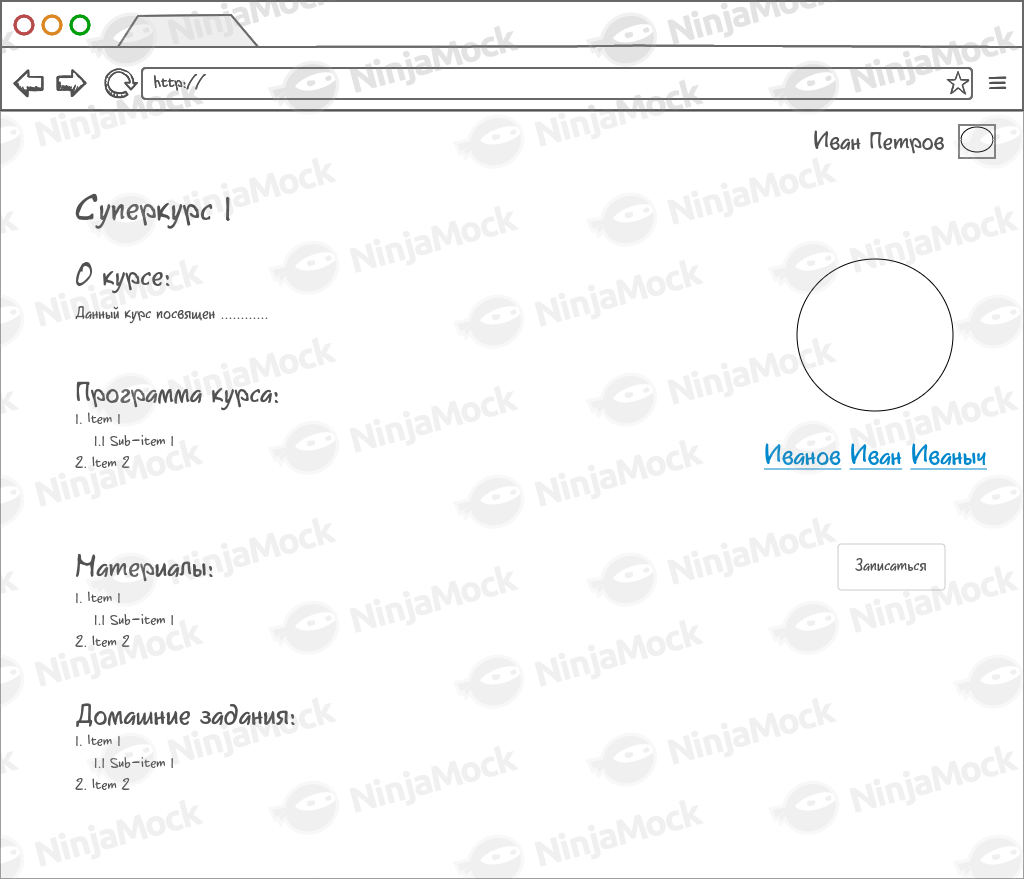 http://
Иван Петров
Суперкурс 1
О курсе:
Данный курс посвящен ............
Программа курса:
1. Item 1
1.1 Sub-item 1
2. Item 2
Иванов Иван Иваныч
Материалы:
Записаться
1. Item 1
1.1 Sub-item 1
2. Item 2
Домашние задания:
1. Item 1
1.1 Sub-item 1
2. Item 2
NinjaMock